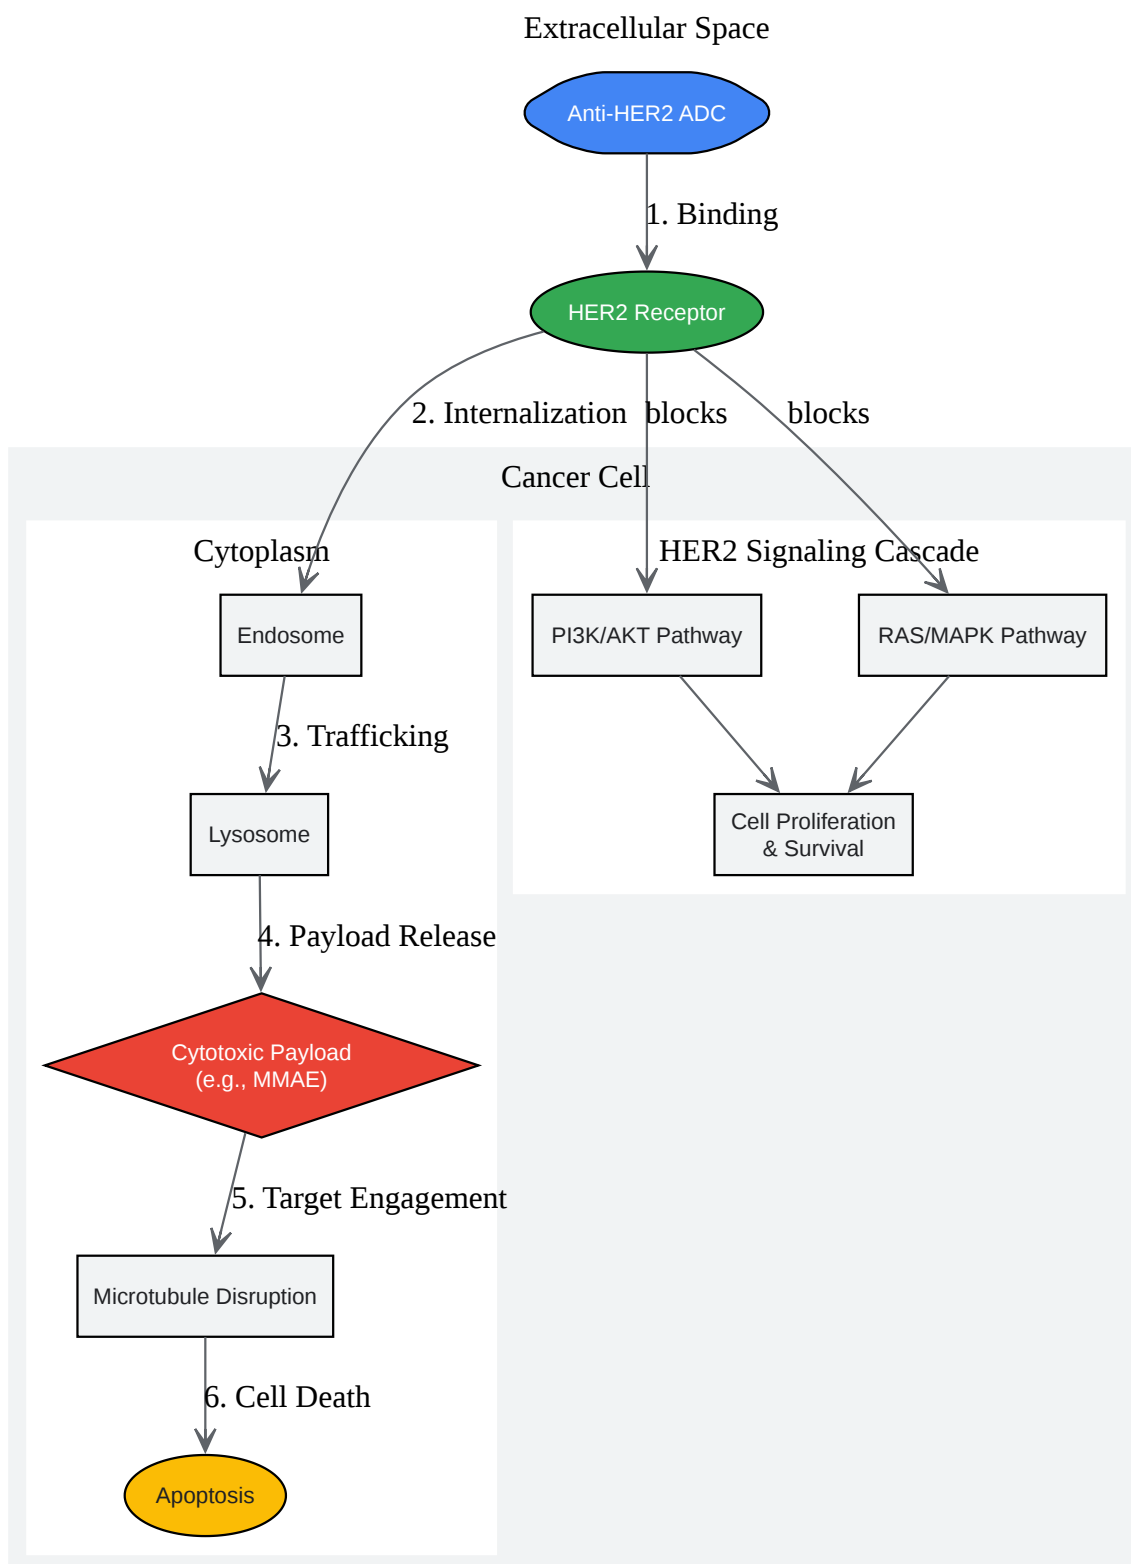 Extracellular Space
Anti-HER2 ADC
1. Binding
HER2 Receptor
2. Internalization
blocks
blocks
Cancer Cell
Cytoplasm
HER2 Signaling Cascade
Endosome
PI3K/AKT Pathway
RAS/MAPK Pathway
3. Trafficking
Lysosome
Cell Proliferation
& Survival
4. Payload Release
Cytotoxic Payload
(e.g., MMAE)
5. Target Engagement
Microtubule Disruption
6. Cell Death
Apoptosis